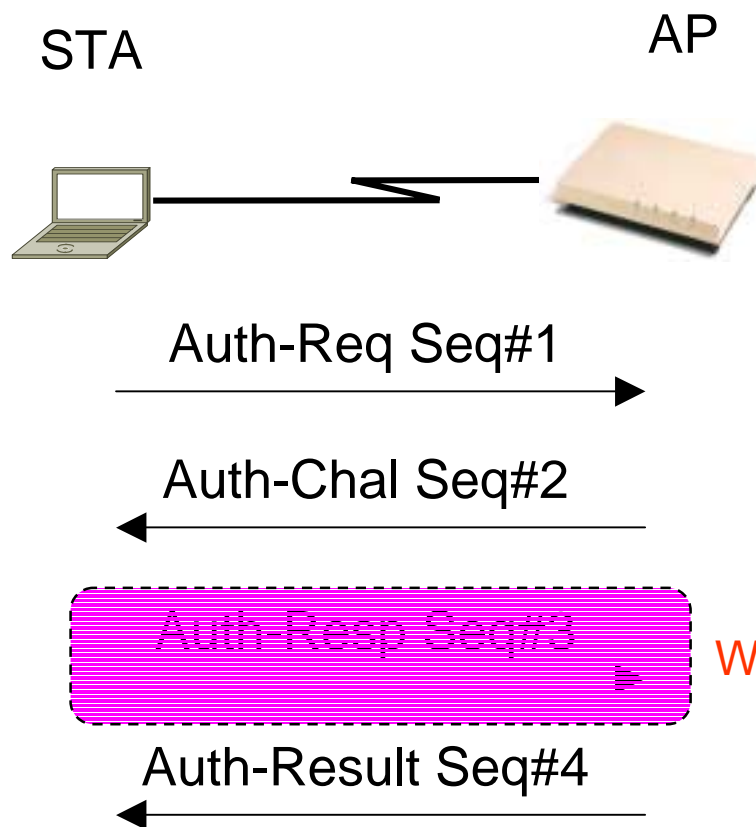 STA
AP
Auth-Req Seq#1
Auth-Chal Seq#2
Auth-Resp Seq#3
W
Auth-Result Seq#4